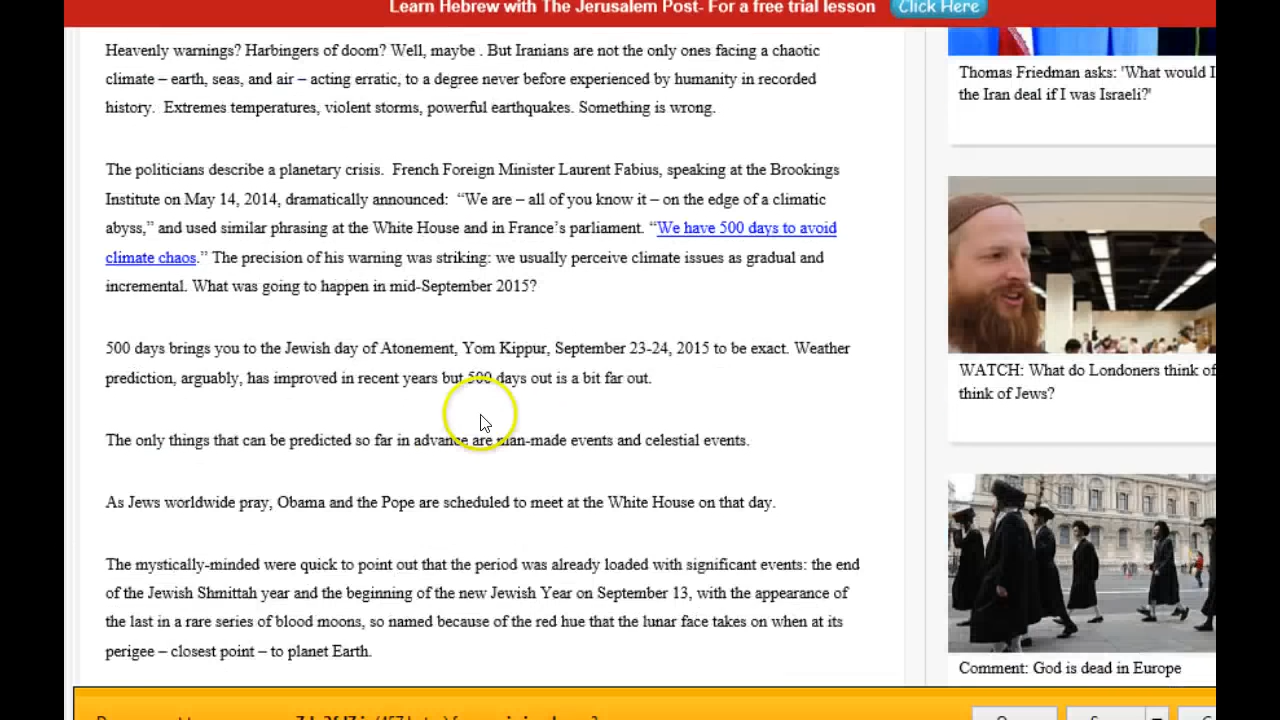 Learn Hebrew with The Jerusalem Post- For a free trial lesson Click Here
Heavenly warnings? Harbingers of doom? Well, maybe . But Iranians are not the only ones facing a chaotic
climate – earth, seas, and air – acting erratic, to a degree never before experienced by humanity in recorded
history.  Extremes temperatures, violent storms, powerful earthquakes. Something is wrong.
The politicians describe a planetary crisis.  French Foreign Minister Laurent Fabius, speaking at the Brookings
Institute on May 14, 2014, dramatically announced:  “We are – all of you know it – on the edge of a climatic
abyss,” and used similar phrasing at the White House and in France’s parliament. “We have 500 days to avoid
climate chaos.” The precision of his warning was striking: we usually perceive climate issues as gradual and
incremental. What was going to happen in mid-September 2015?
500 days brings you to the Jewish day of Atonement, Yom Kippur, September 23-24, 2015 to be exact. Weather
prediction, arguably, has improved in recent years but 500 days out is a bit far out.
The only things that can be predicted so far in advance are man-made events and celestial events.
As Jews worldwide pray, Obama and the Pope are scheduled to meet at the White House on that day.
The mystically-minded were quick to point out that the period was already loaded with significant events: the end
of the Jewish Shmittah year and the beginning of the new Jewish Year on September 13, with the appearance of
the last in a rare series of blood moons, so named because of the red hue that the lunar face takes on when at its
perigee – closest point – to planet Earth.
Thomas Friedman asks: 'What would I
the Iran deal if I was Israeli?'
WATCH: What do Londoners think of
think of Jews?
Comment: God is dead in Europe